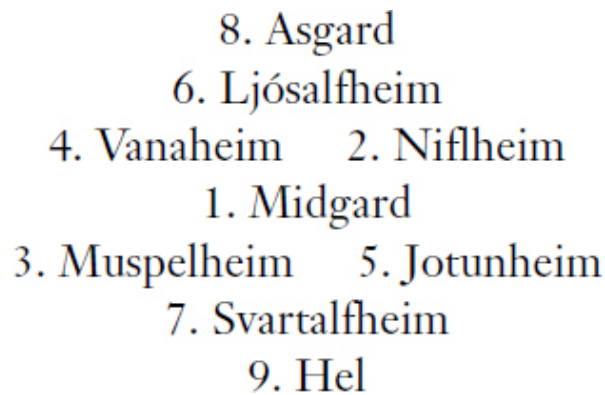 8. Asgard
6. Ljósalfheim
4. Vanaheim 2. Niflheim
1. Midgard
3. Muspelheim 5. Jotunheim
7. Svartalfheim
9. Hel